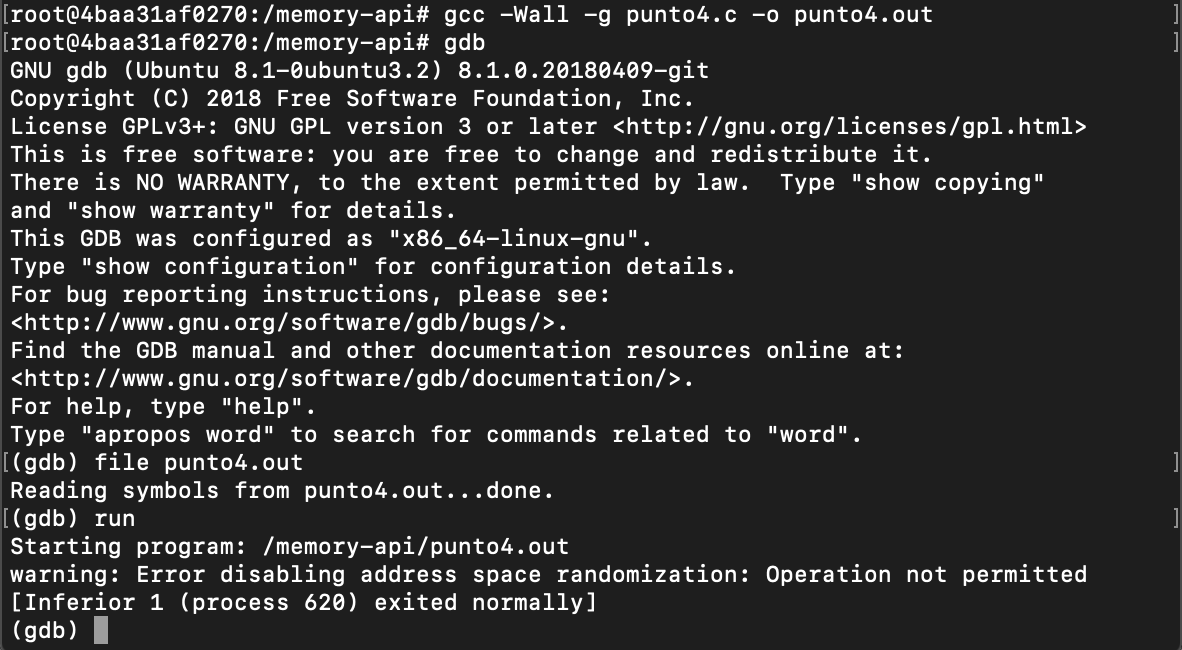 [root@4baa31af0270:/memory-api# gcc -Wall -g punto4.c -o punto4.out ]
[root@4baa31af0270:/memory-api# gdb ]
GNU gdb (Ubuntu 8.1-0ubuntu3.2) 8.1.0.20180409-git
Copyright (C) 2018 Free Software Foundation, Inc.
License GPLv3+: GNU GPL version 3 or later <http://gnu.org/licenses/gpl.html>
This is free software: you are free to change and redistribute it.
There is NO WARRANTY, to the extent permitted by law.  Type "show copying"
and "show warranty" for details.
This GDB was configured as "x86_64-linux-gnu".
Type "show configuration" for configuration details.
For bug reporting instructions, please see:
<http://www.gnu.org/software/gdb/bugs/>.
Find the GDB manual and other documentation resources online at:
<http://www.gnu.org/software/gdb/documentation/>.
For help, type "help".
Type "apropos word" to search for commands related to "word".
[(gdb) file punto4.out ]
Reading symbols from punto4.out...done.
[(gdb) run ]
Starting program: /memory-api/punto4.out
warning: Error disabling address space randomization: Operation not permitted
[Inferior 1 (process 620) exited normally]
(gdb)